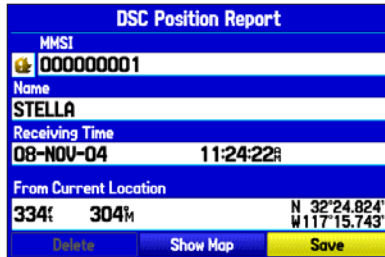 DSC Position Report
MMSI
000000001
Name
STELLA
Receiving Time
08-NOV-04 11:24:22AM
From Current Location
334 304 N 32°24.824' W117°15.743'
Delete Show Map Save